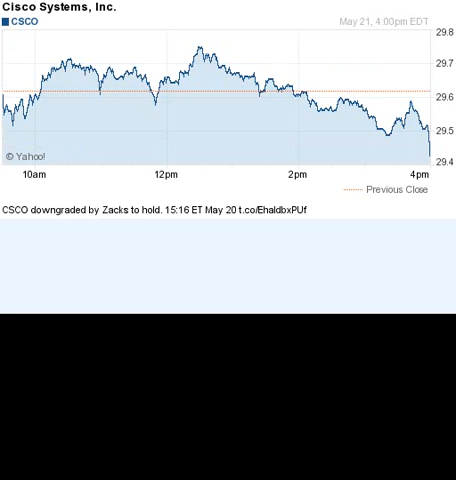 Cisco Systems, Inc.
CSCO May 21, 4:00pm EDT
29.8
29.7
29.6
29.5
29.4
© Yahoo!
10am 12pm 2pm 4pm
Previous Close
CSCO downgraded by Zacks to hold. 15:16 ET May 20 t.co/EhaldbxPUf